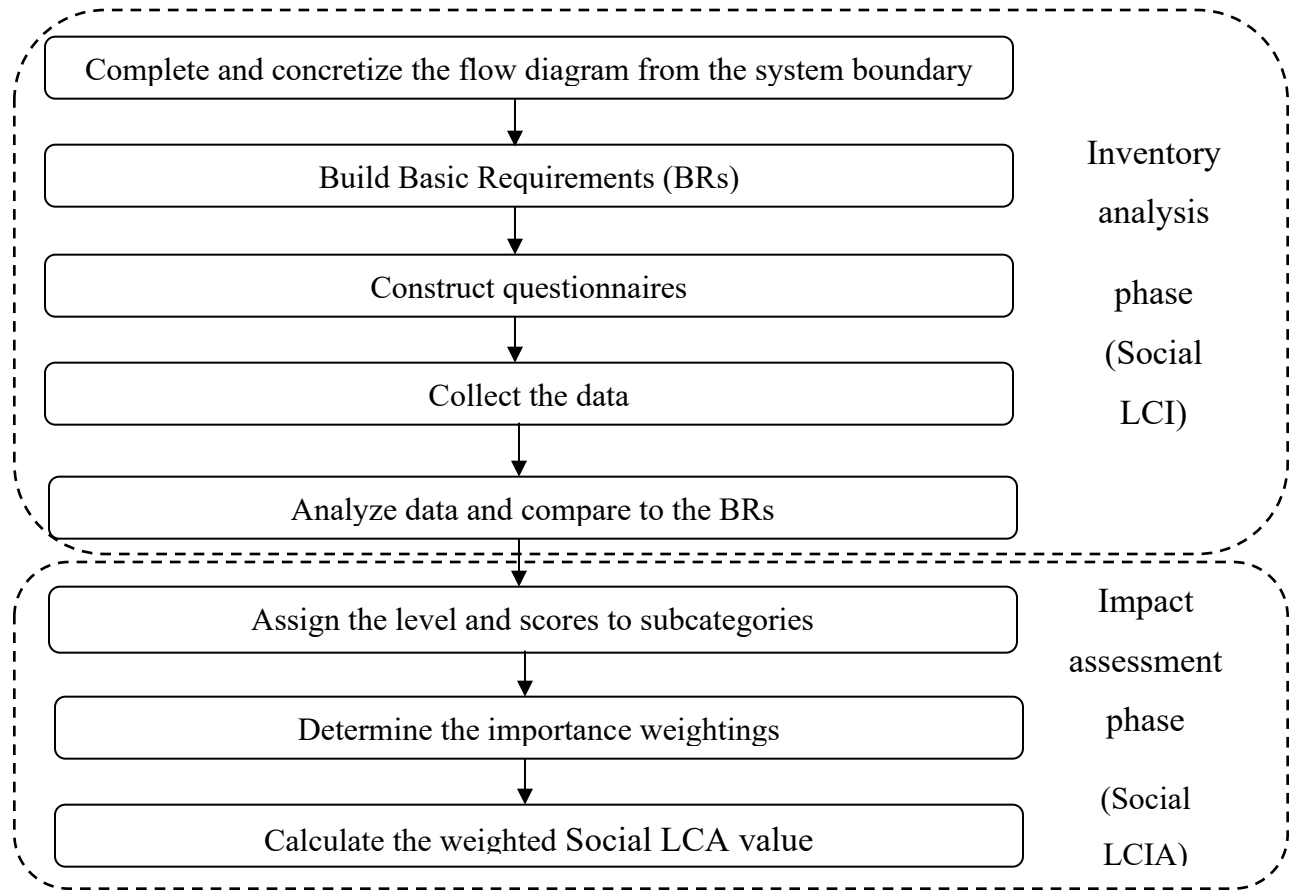 Complete and concretize the flow diagram from the system boundary
Build Basic Requirements (BRs)
Construct questionnaires
Collect the data
Analyze data and compare to the BRs
Inventory
analysis
phase
(Social
LCI)
Assign the level and scores to subcategories
Determine the importance weightings
Calculate the weighted Social LCA value
Impact
assessment
phase
(Social
LCIA)